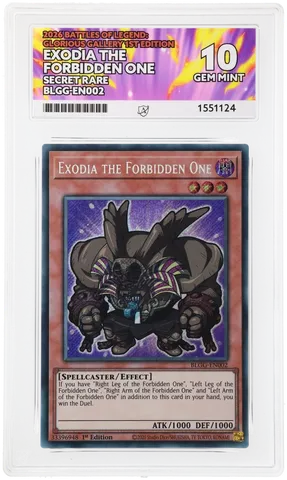 2026 BATTLES OF LEGEND:
GLORIOUS GALLERY 1ST EDITION
EXODIA THE
FORBIDDEN ONE
SECRET RARE
BLGG-EN002
10
GEM MINT
1551124
EXODIA THE FORBIDDEN ONE
BLGG-EN002
[SPELLCASTER/EFFECT]
If you have "Right Leg of the Forbidden One", "Left Leg of the
Forbidden One", "Right Arm of the Forbidden One" and "Left Arm
of the Forbidden One" in addition to this card in your hand, you
win the Duel.
ATK/1000 DEF/1000
33396948 1st Edition